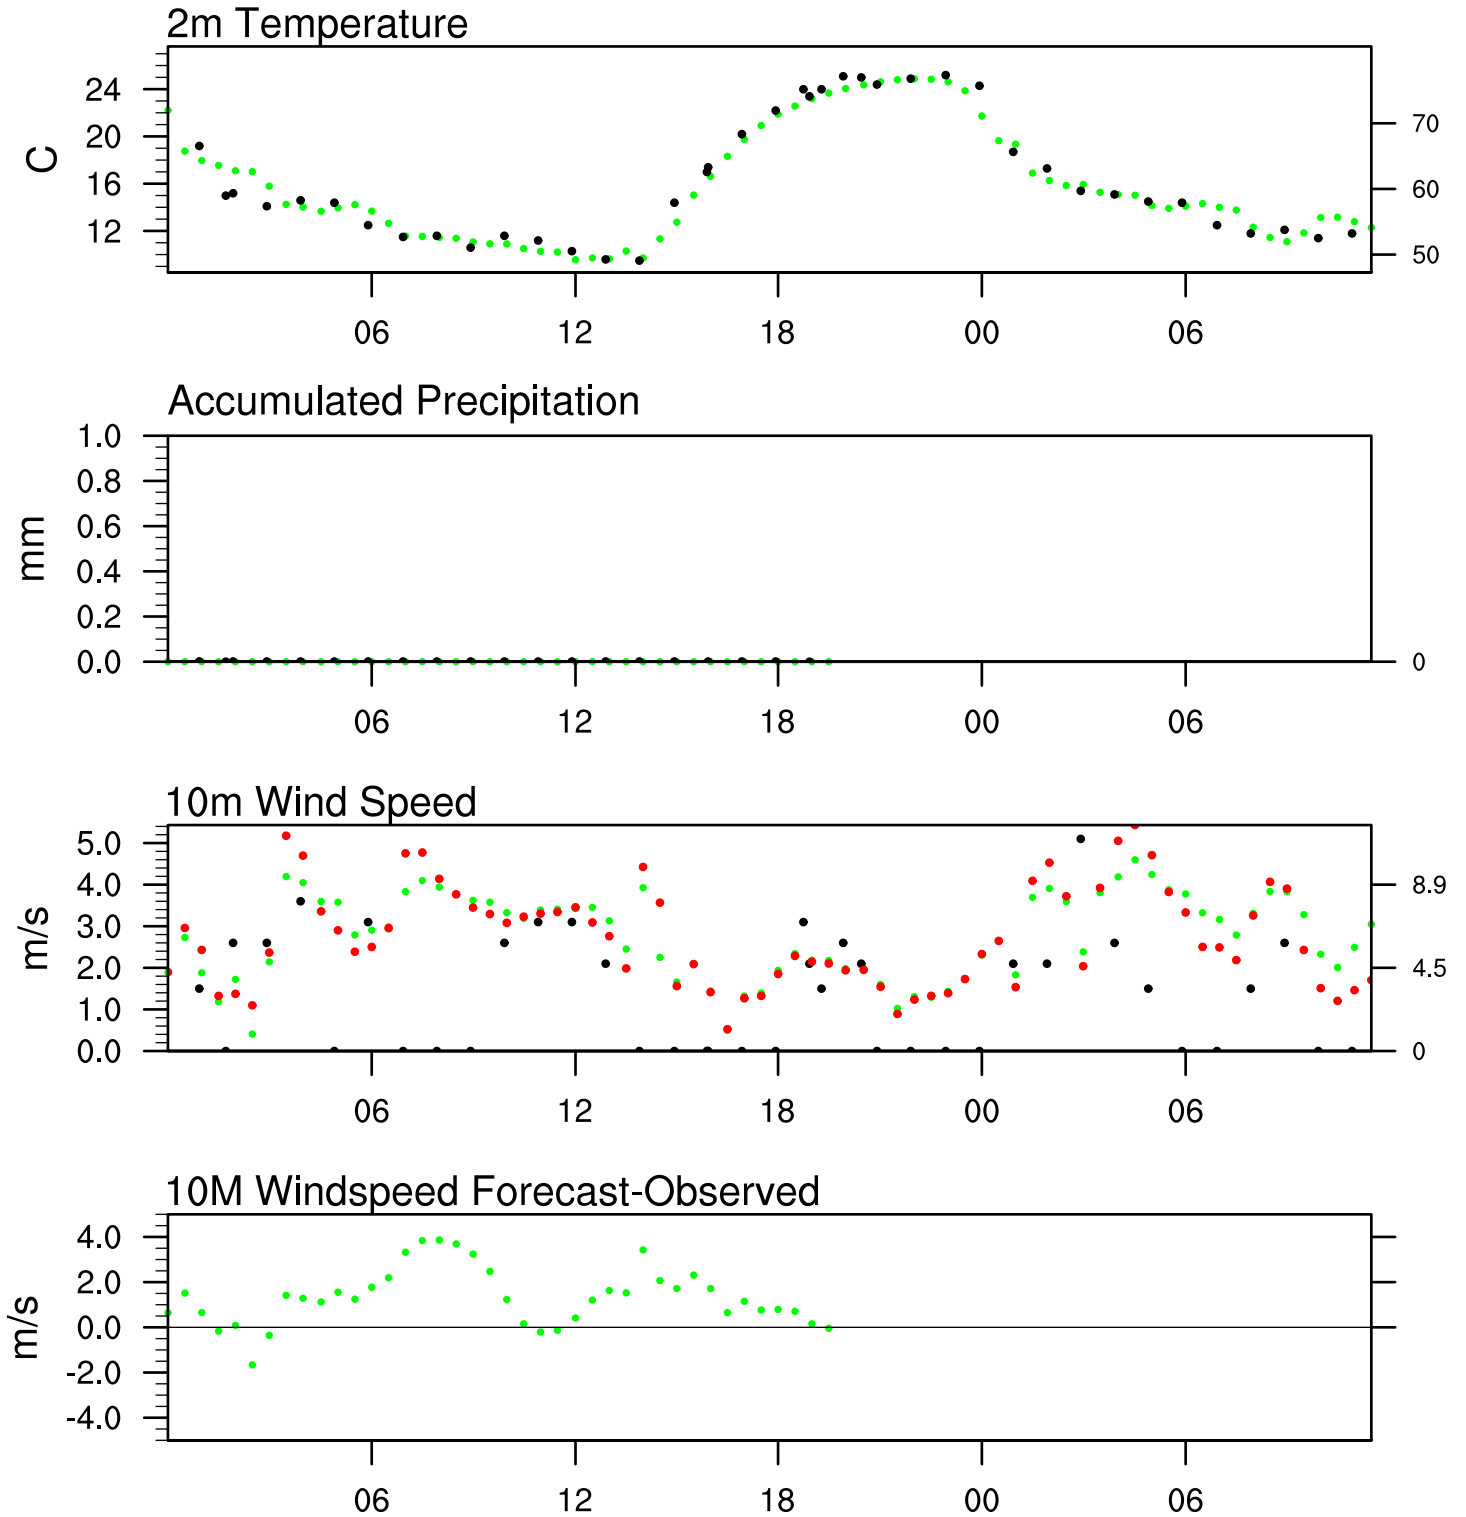 2m Temperature
24
20
16
12
C
70
60
50
06 12 18 00 06
Accumulated Precipitation
1.0
0.8
0.6
0.4
0.2
0.0
mm
0
06 12 18 00 06
10m Wind Speed
5.0
4.0
3.0
2.0
1.0
0.0
m/s
8.9
4.5
0
06 12 18 00 06
10M Windspeed Forecast-Observed
4.0
2.0
0.0
-2.0
-4.0
m/s
06 12 18 00 06